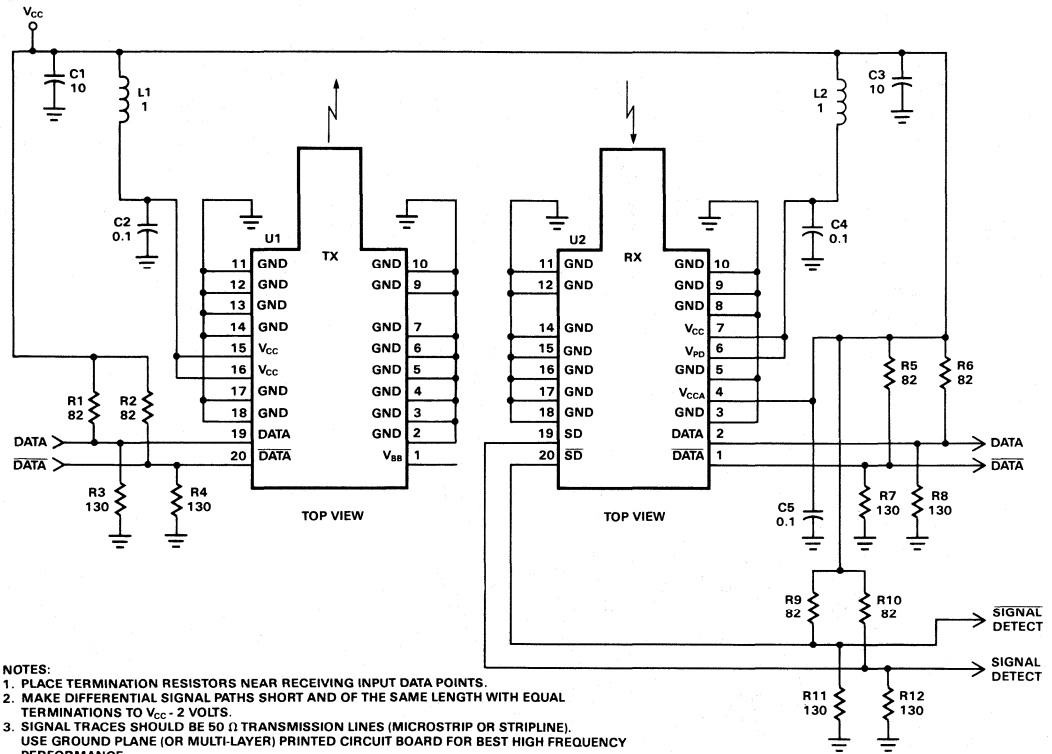 VCC
C1
10
L1
1
L2
1
C3
10
C2
0.1
C4
0.1
U1
TX
11 GND
12 GND
13 GND
14 GND
15 VCC
16 VCC
17 GND
18 GND
19 DATA
20 D̅A̅T̅A̅
GND 10
GND 9
GND 7
GND 6
GND 5
GND 4
GND 3
GND 2
VBB 1
TOP VIEW
U2
RX
11 GND
12 GND
14 GND
15 GND
16 GND
17 GND
18 GND
19 SD
20 S̅D̅
GND 10
GND 9
GND 8
VCC 7
VPD 6
GND 5
VCCA 4
GND 3
DATA 2
D̅A̅T̅A̅ 1
TOP VIEW
R1
82
R2
82
DATA
D̅A̅T̅A̅
R3
130
R4
130
R5
82
R6
82
DATA
D̅A̅T̅A̅
C5
0.1
R7
130
R8
130
R9
82
R10
82
S̅I̅G̅N̅A̅L̅
DETECT
SIGNAL
DETECT
R11
130
R12
130
NOTES:
1. PLACE TERMINATION RESISTORS NEAR RECEIVING INPUT DATA POINTS.
2. MAKE DIFFERENTIAL SIGNAL PATHS SHORT AND OF THE SAME LENGTH WITH EQUAL
TERMINATIONS TO VCC - 2 VOLTS.
3. SIGNAL TRACES SHOULD BE 50 Ω TRANSMISSION LINES (MICROSTRIP OR STRIPLINE).
USE GROUND PLANE (OR MULTI-LAYER) PRINTED CIRCUIT BOARD FOR BEST HIGH FREQUENCY
PERFORMANCE